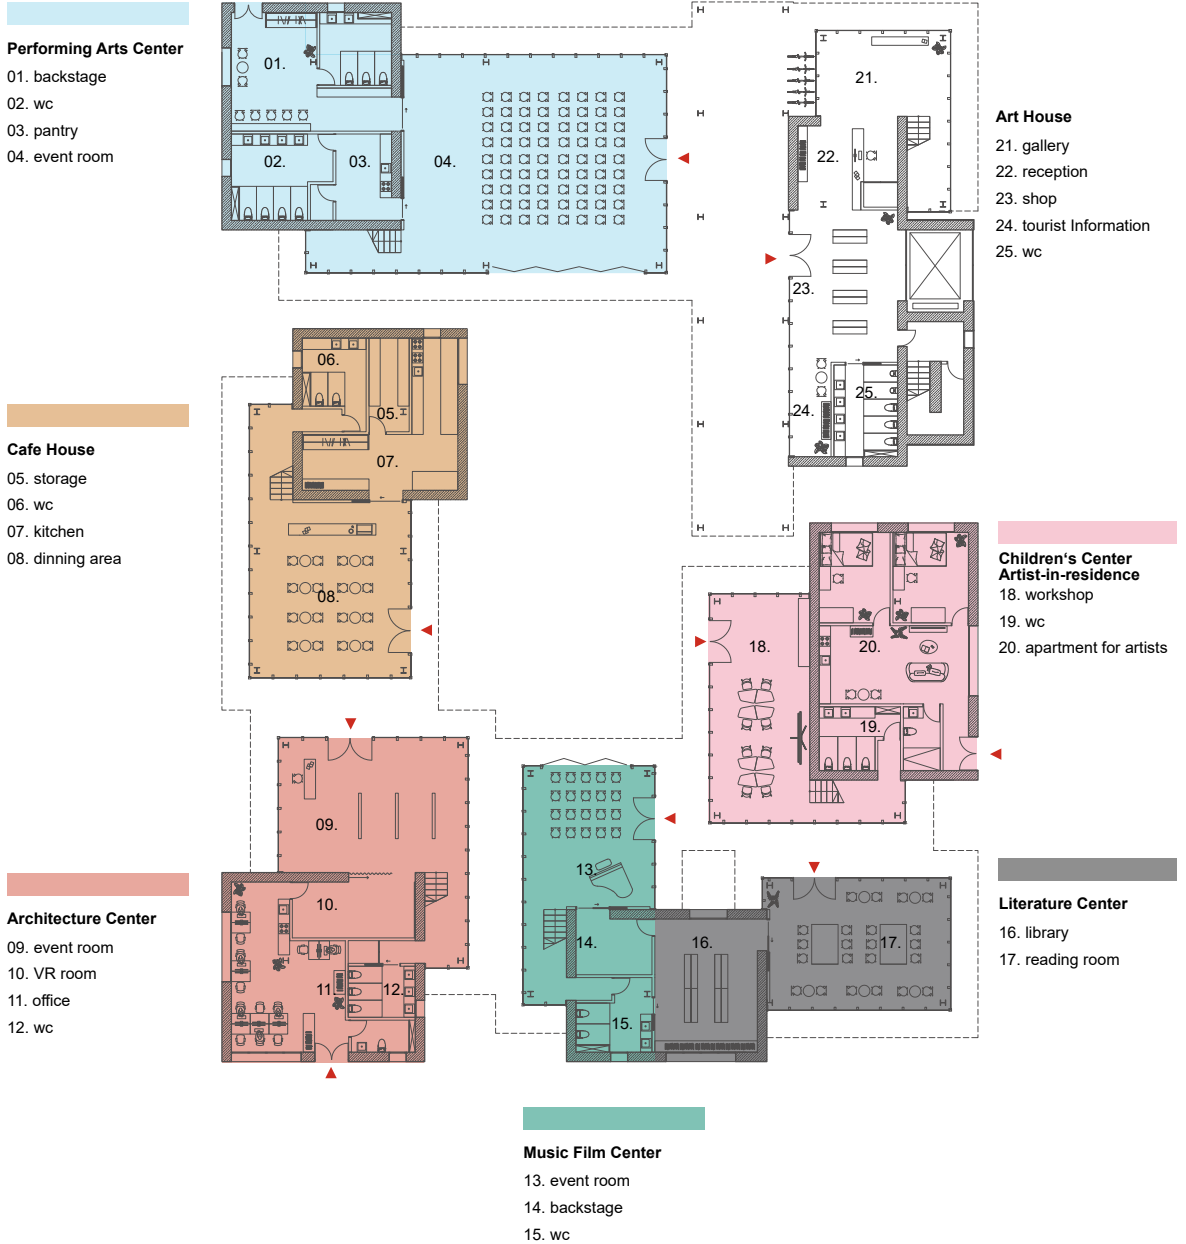 Performing Arts Center
01. backstage
02. wc
03. pantry
04. event room
01.
02.
03.
04.
21.
22.
23.
24.
25.
Art House
21. gallery
22. reception
23. shop
24. tourist Information
25. wc
Cafe House
05. storage
06. wc
07. kitchen
08. dinning area
06.
05.
07.
08.
Children‘s Center
Artist-in-residence
18. workshop
19. wc
20. apartment for artists
18.
20.
19.
Architecture Center
09. event room
10. VR room
11. office
12. wc
09.
10.
11.
12.
13.
14.
15.
16.
17.
Literature Center
16. library
17. reading room
Music Film Center
13. event room
14. backstage
15. wc